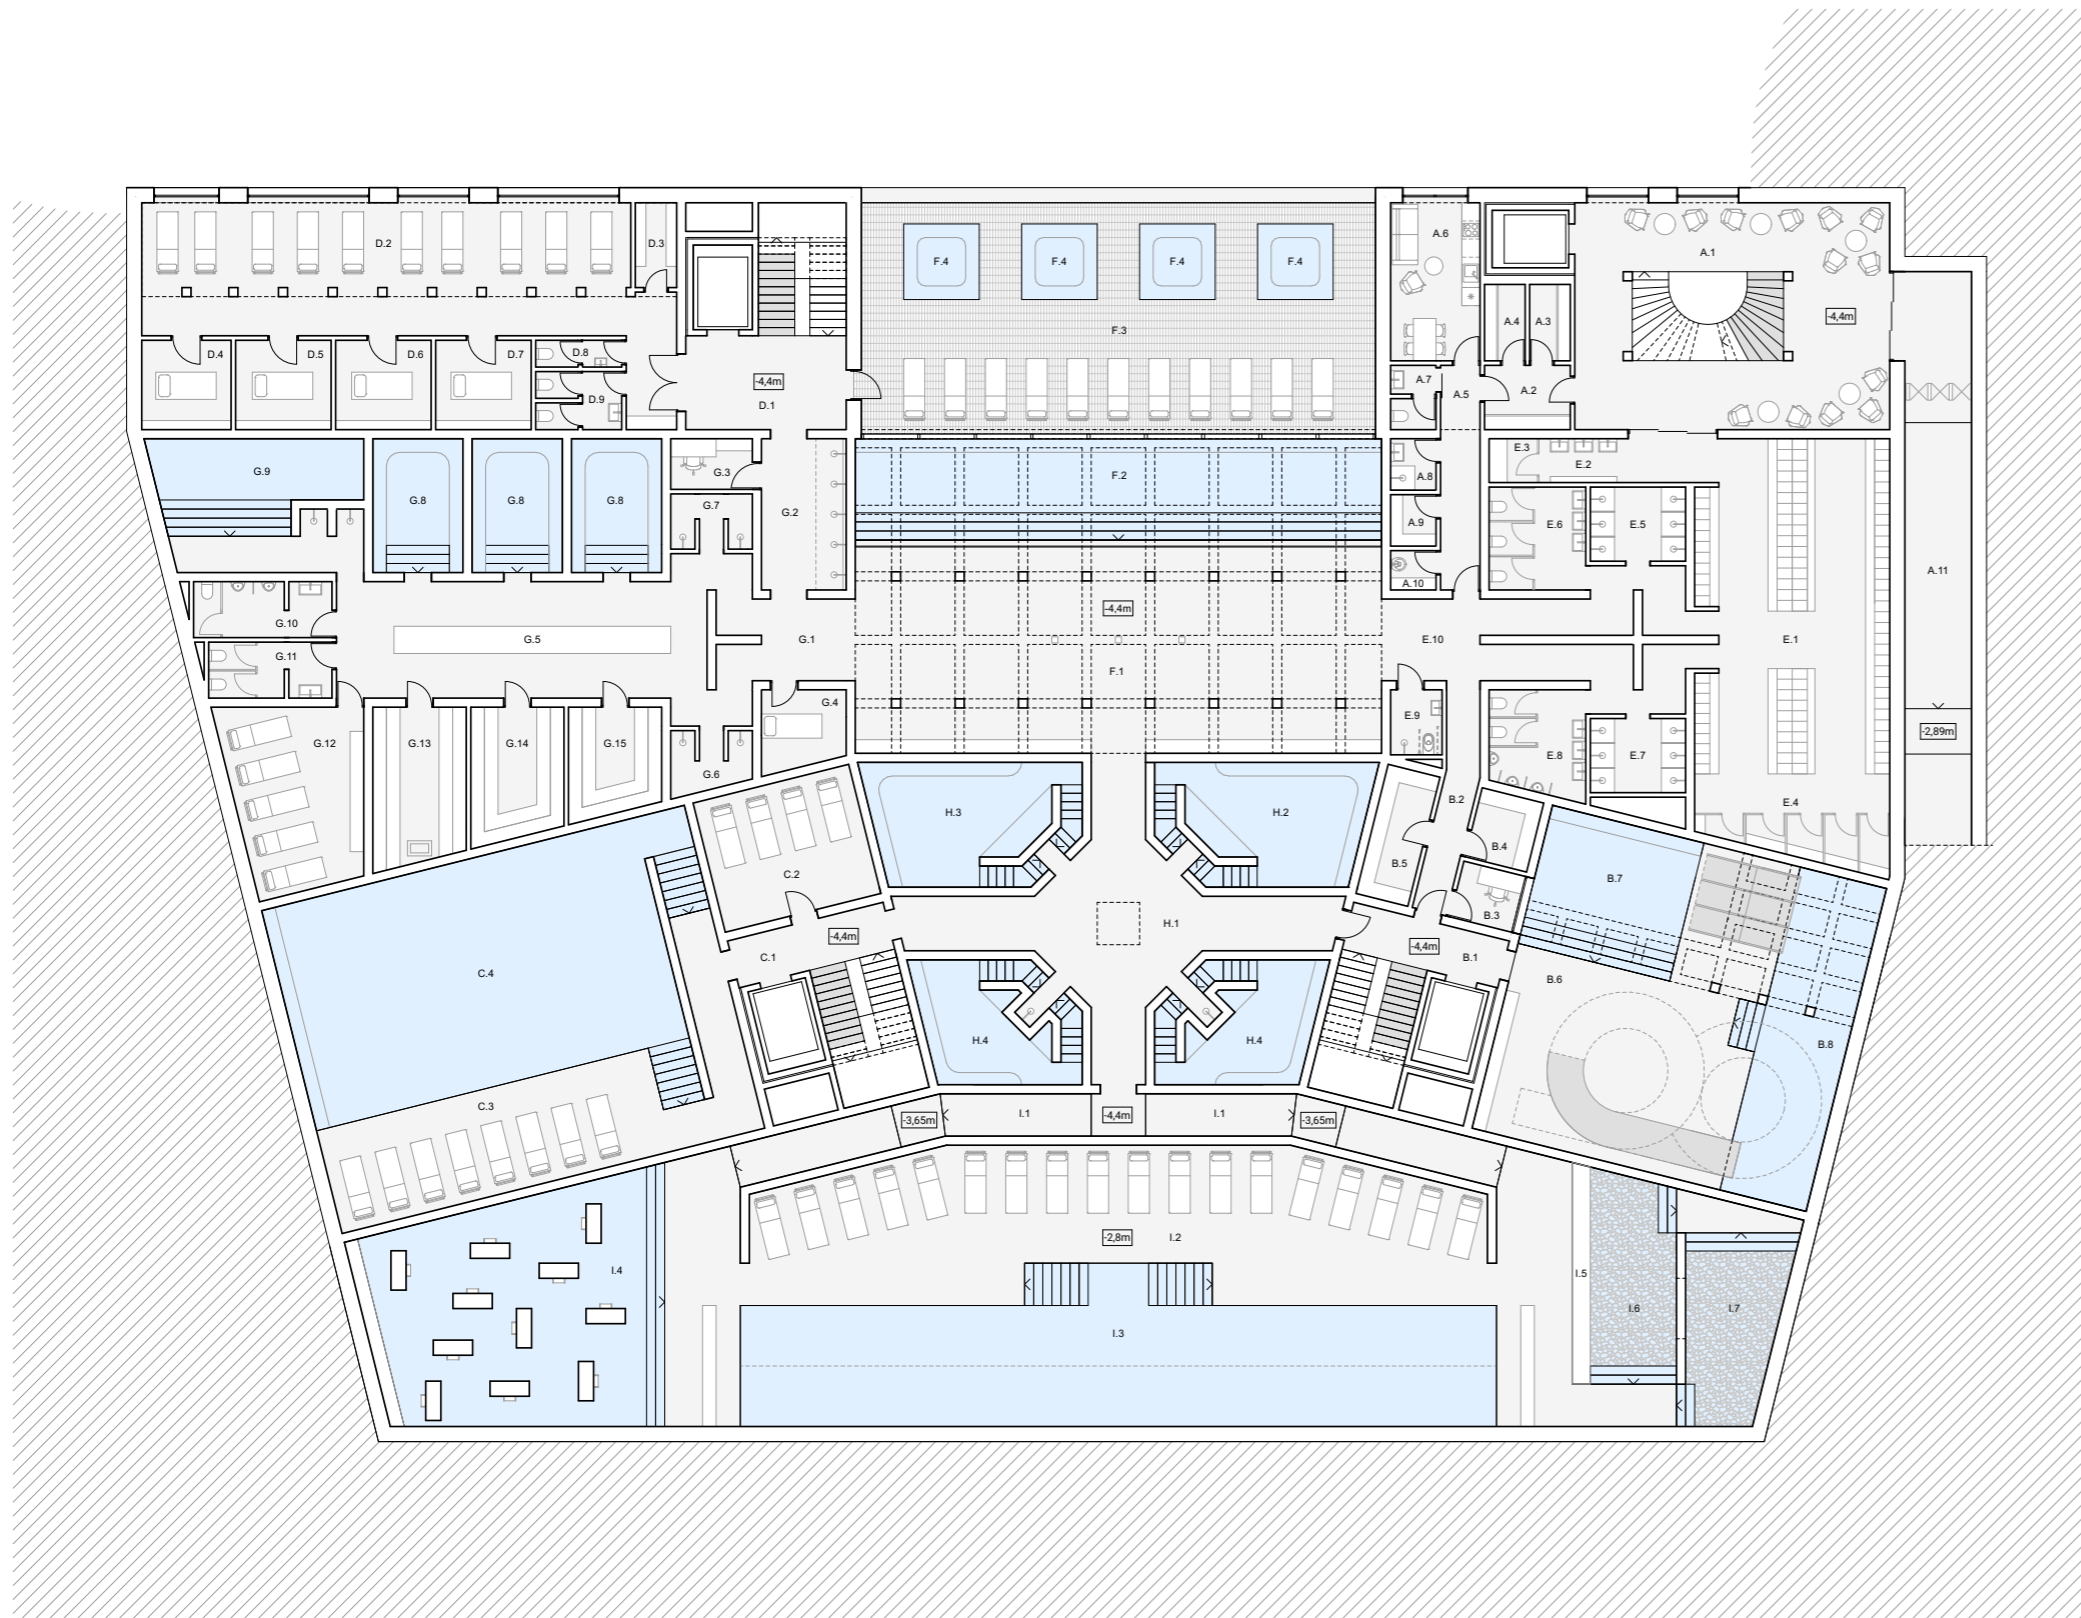 D.2
D.3
A.6
A.1
F.4
F.4
F.4
F.4
-4,4m
A.4
A.3
F.3
D.4
D.5
D.6
D.7
D.8
D.9
-4,4m
D.1
A.7
A.5
A.2
E.3
E.2
G.9
G.8
G.8
G.8
G.3
F.2
A.8
G.7
G.2
A.9
E.6
E.5
A.10
A.11
-4,4m
G.10
G.5
G.1
E.10
E.1
G.11
F.1
G.4
E.9
G.12
G.13
G.14
G.15
G.6
E.8
E.7
-2,89m
B.2
E.4
H.3
H.2
B.4
B.5
C.2
B.7
B.3
H.1
-4,4m
-4,4m
C.1
B.1
C.4
B.6
H.4
H.4
B.8
C.3
-3,65m
I.1
-4,4m
I.1
-3,65m
-2,8m
I.2
I.4
I.5
I.6
I.7
I.3